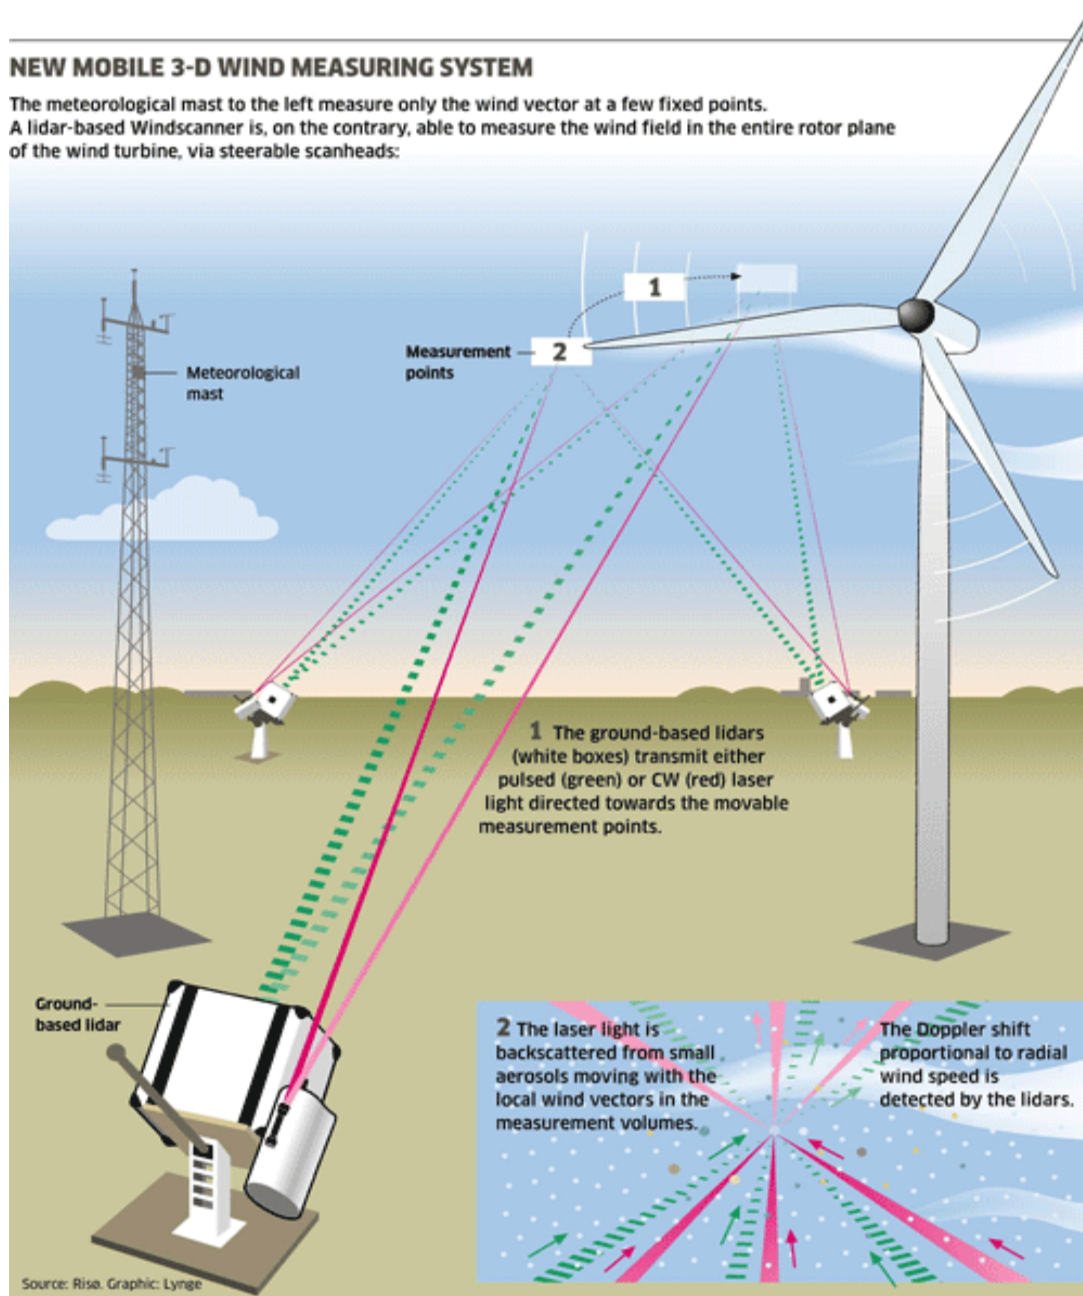 NEW MOBILE 3-D WIND MEASURING SYSTEM
The meteorological mast to the left measure only the wind vector at a few fixed points.
A lidar-based Windscanner is, on the contrary, able to measure the wind field in the entire rotor plane
of the wind turbine, via steerable scanheads:
1
2
Measurement
points
Meteorological
mast
1 The ground-based lidars
(white boxes) transmit either
pulsed (green) or CW (red) laser
light directed towards the movable
measurement points.
Ground-
based lidar
2 The laser light is
backscattered from small
aerosols moving with the
local wind vectors in the
measurement volumes.
The Doppler shift
proportional to radial
wind speed is
detected by the lidars.
Source: Risø. Graphic: Lynge